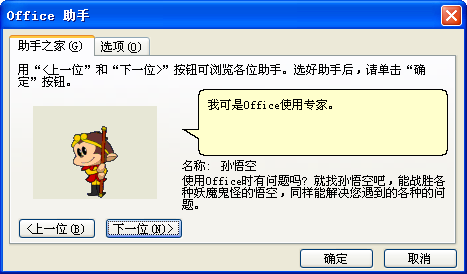 Office 助手
助手之家(G)
选项(O)
用“<上一位”和“下一位>”按钮可浏览各位助手。选好助手后,请单击“确
定”按钮。
我可是Office使用专家。
名称: 孙悟空
使用Office时有问题吗?就找孙悟空吧,能战胜各
种妖魔鬼怪的悟空,同样能解决您遇到的各种的问
题。
<上一位(B)
下一位(N)>
确定
取消